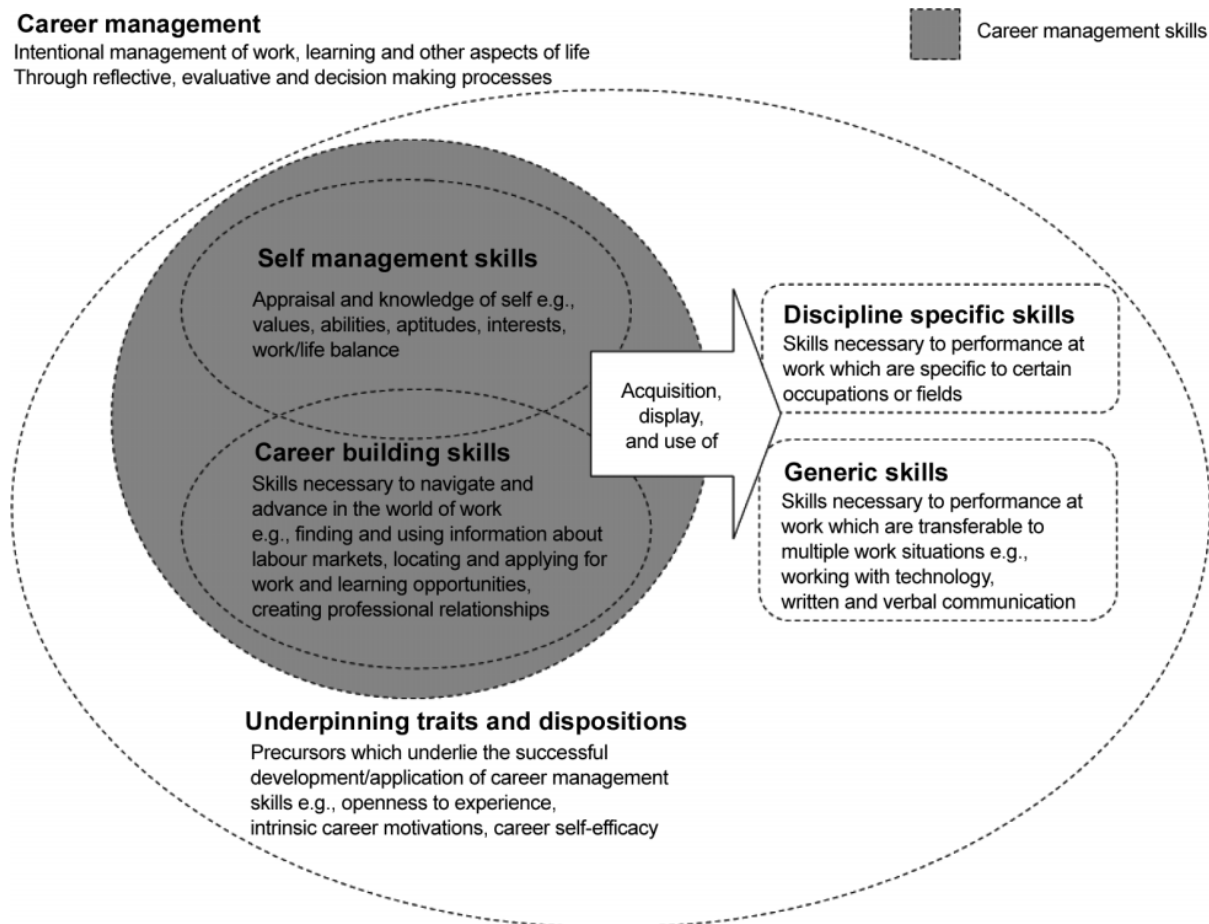 Career management
Intentional management of work, learning and other aspects of life
Through reflective, evaluative and decision making processes
Career management skills
Self management skills
Appraisal and knowledge of self e.g.,
values, abilities, aptitudes, interests,
work/life balance
Career building skills
Skills necessary to navigate and
advance in the world of work
e.g., finding and using information about
labour markets, locating and applying for
work and learning opportunities,
creating professional relationships
Acquisition,
display,
and use of
Discipline specific skills
Skills necessary to performance at
work which are specific to certain
occupations or fields
Generic skills
Skills necessary to performance at
work which are transferable to
multiple work situations e.g.,
working with technology,
written and verbal communication
Underpinning traits and dispositions
Precursors which underlie the successful
development/application of career management
skills e.g., openness to experience,
intrinsic career motivations, career self-efficacy